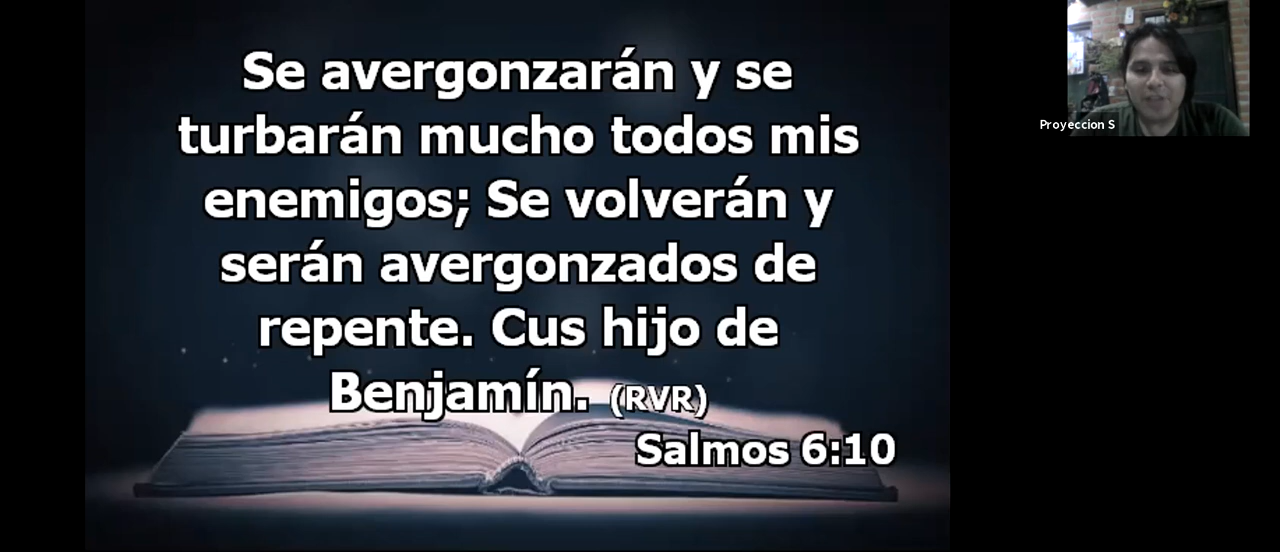 Se avergonzarán y se
turbarán mucho todos mis
enemigos; Se volverán y
serán avergonzados de
repente. Cus hijo de
Benjamín. (RVR)
Salmos 6:10
Proyeccion S